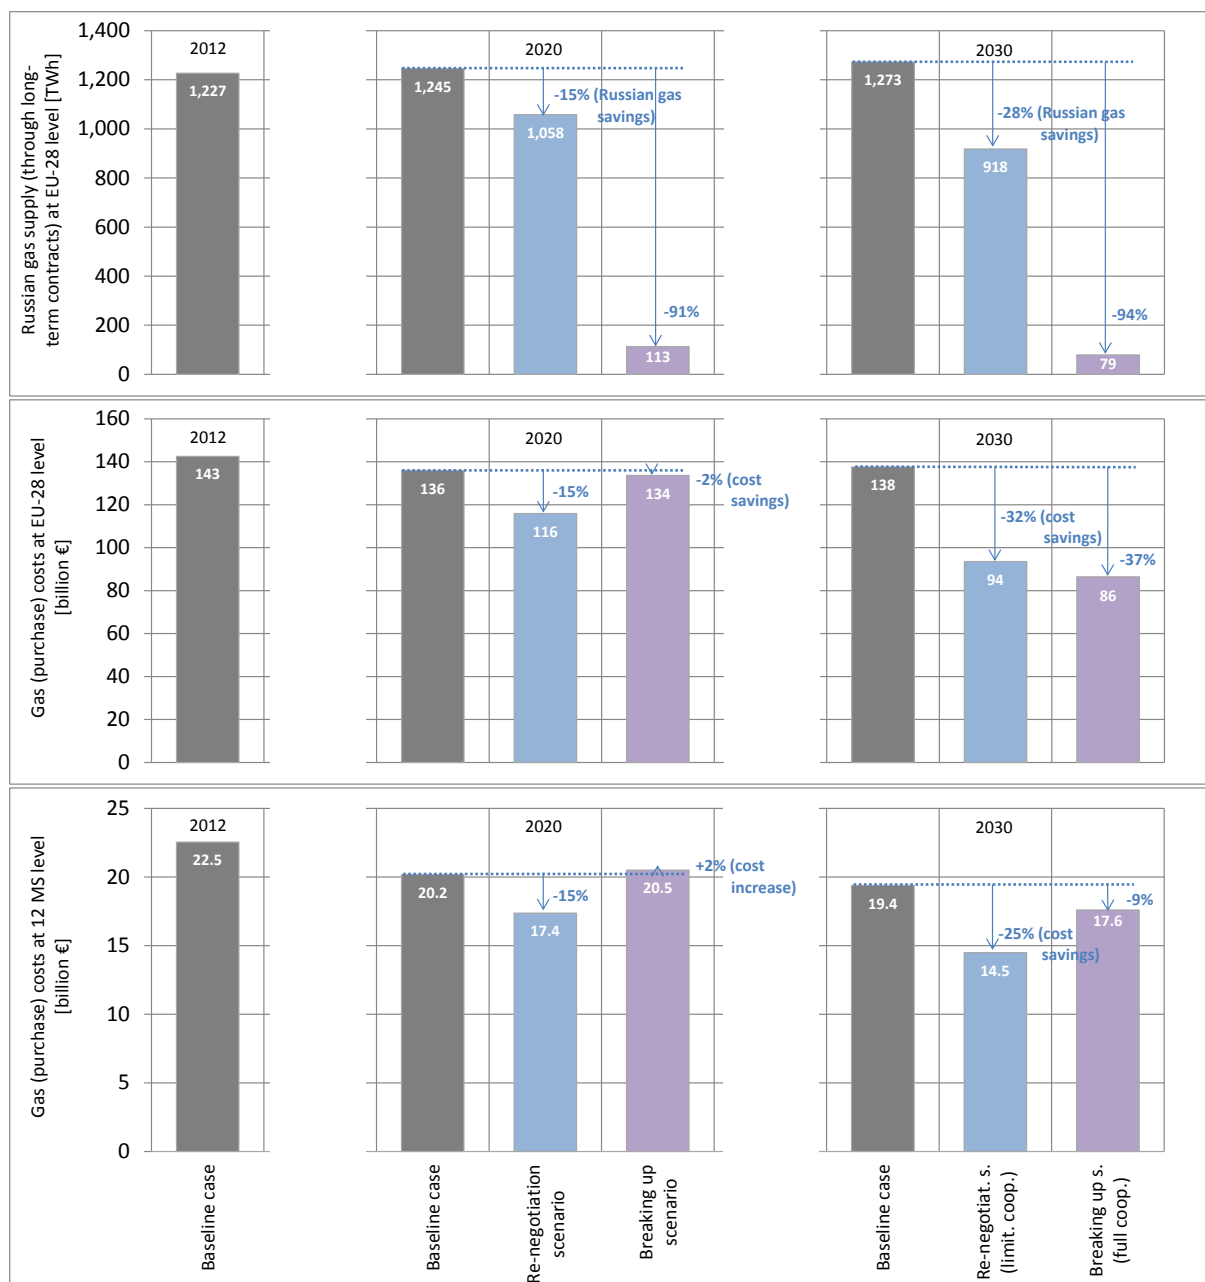 Russian gas supply (through long-
term contracts) at EU-28 level [TWh]
1,400
1,200
1,000
800
600
400
200
0
2012
1,227
2020
1,245
-15% (Russian gas
savings)
1,058
-91%
113
2030
1,273
-28% (Russian gas
savings)
918
-94%
79
Gas (purchase) costs at EU-28 level
[billion €]
160
140
120
100
80
60
40
20
0
2012
143
2020
136
-15%
116
-2% (cost
savings)
134
2030
138
-32% (cost
savings)
94
-37%
86
Gas (purchase) costs at 12 MS level
[billion €]
25
20
15
10
5
0
2012
22.5
2020
20.2
-15%
17.4
+2% (cost
increase)
20.5
2030
19.4
-25% (cost
savings)
14.5
-9%
17.6
Baseline case
Baseline case
Re-negotiation
scenario
Breaking up
scenario
Baseline case
Re-negotiat. s.
(limit. coop.)
Breaking up s.
(full coop.)